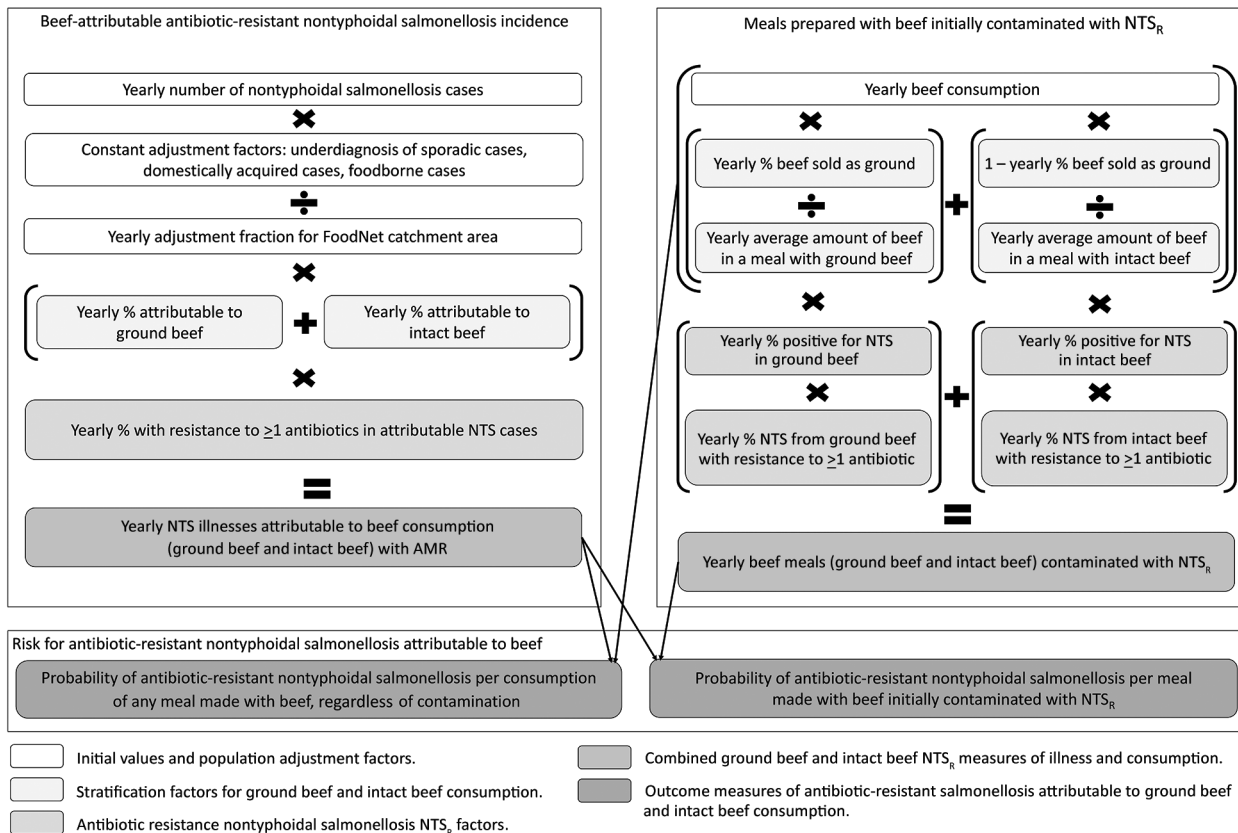 Beef-attributable antibiotic-resistant nontyphoidal salmonellosis incidence
Yearly number of nontyphoidal salmonellosis cases
Constant adjustment factors: underdiagnosis of sporadic cases,
domestically acquired cases, foodborne cases
Yearly adjustment fraction for FoodNet catchment area
Yearly % attributable to
ground beef
Yearly % attributable to
intact beef
Yearly % with resistance to ≥1 antibiotics in attributable NTS cases
Yearly NTS illnesses attributable to beef consumption
(ground beef and intact beef) with AMR
Meals prepared with beef initially contaminated with NTS_R
Yearly beef consumption
Yearly % beef sold as ground
1 – yearly % beef sold as ground
Yearly average amount of beef
in a meal with ground beef
Yearly average amount of beef
in a meal with intact beef
Yearly % positive for NTS
in ground beef
Yearly % positive for NTS
in intact beef
Yearly % NTS from ground beef
with resistance to ≥1 antibiotic
Yearly % NTS from intact beef
with resistance to ≥1 antibiotic
Yearly beef meals (ground beef and intact beef) contaminated with NTS_R
Risk for antibiotic-resistant nontyphoidal salmonellosis attributable to beef
Probability of antibiotic-resistant nontyphoidal salmonellosis per consumption
of any meal made with beef, regardless of contamination
Probability of antibiotic-resistant nontyphoidal salmonellosis per meal
made with beef initially contaminated with NTS_R
Initial values and population adjustment factors.
Stratification factors for ground beef and intact beef consumption.
Antibiotic resistance nontyphoidal salmonellosis NTS_R factors.
Combined ground beef and intact beef NTS_R measures of illness and consumption.
Outcome measures of antibiotic-resistant salmonellosis attributable to ground beef
and intact beef consumption.